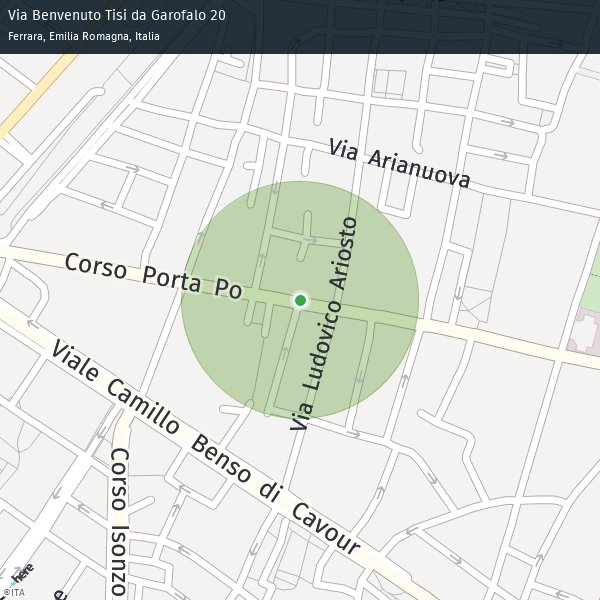 Via Benvenuto Tisi da Garofalo 20
Ferrara, Emilia Romagna, Italia
Via Arianuova
Corso Porta Po
Via Ludovico Ariosto
Viale Camillo Benso di Cavour
Corso Isonzo
here
©ITA